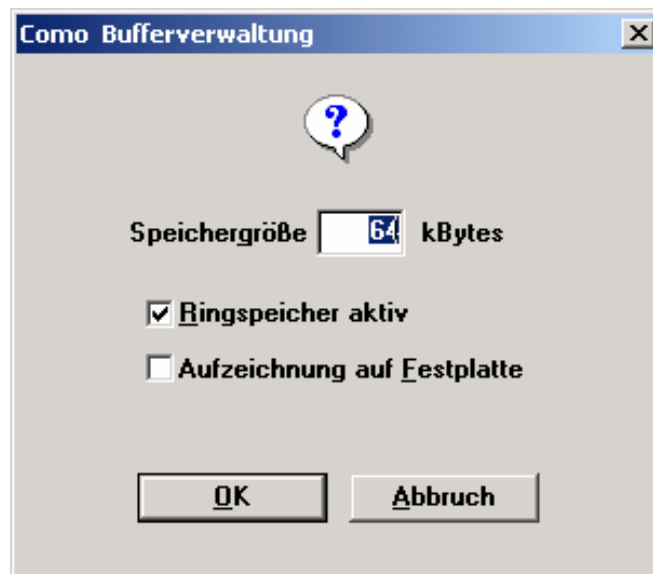 Como Bufferverwaltung
?
Speichergröße 64 kBytes
Ringspeicher aktiv
Aufzeichnung auf Festplatte
OK Abbruch